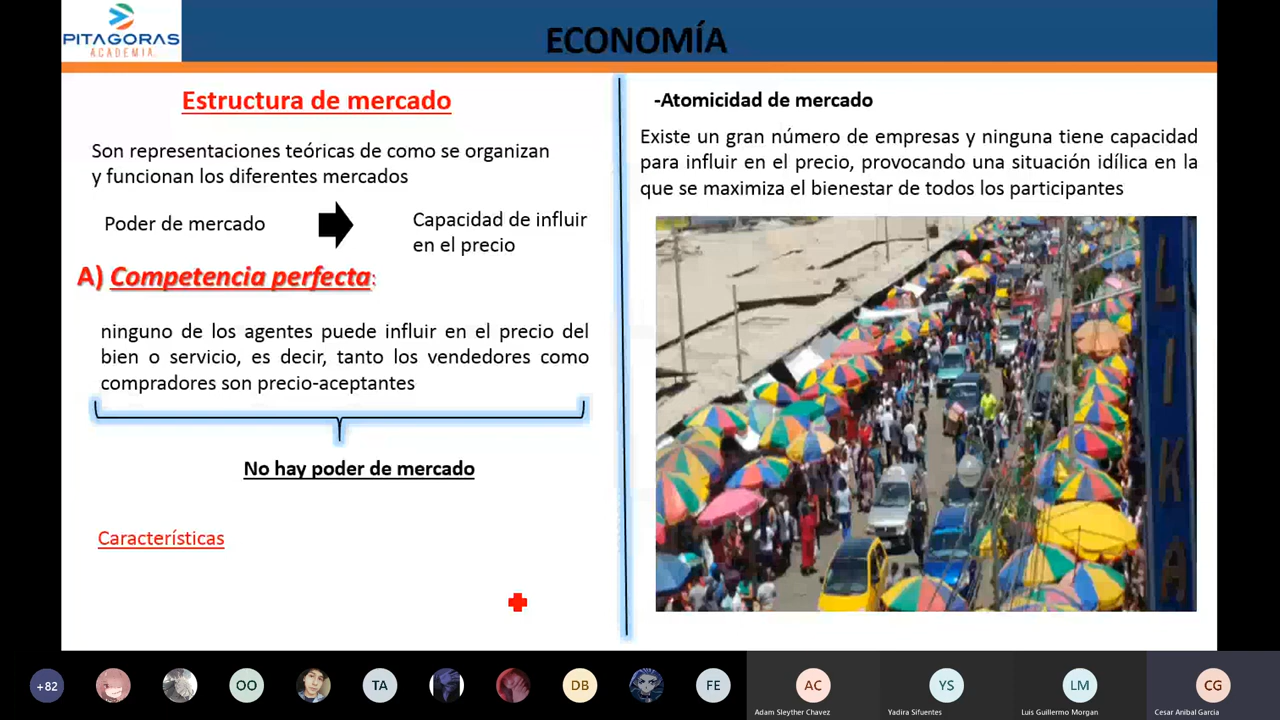 PITAGORAS
ACADEMIA
ECONOMÍA
Estructura de mercado
Son representaciones teóricas de como se organizan
y funcionan los diferentes mercados
Poder de mercado
Capacidad de influir
en el precio
A) Competencia perfecta:
ninguno de los agentes puede influir en el precio del
bien o servicio, es decir, tanto los vendedores como
compradores son precio-aceptantes
No hay poder de mercado
Características
-Atomicidad de mercado
Existe un gran número de empresas y ninguna tiene capacidad
para influir en el precio, provocando una situación idílica en la
que se maximiza el bienestar de todos los participantes
LIKA
+82
OO
TA
DB
FE
AC
YS
LM
CG
Adam Sleyther Chavez
Yadira Sifuentes
Luis Guillermo Morgan
Cesar Anibal Garcia